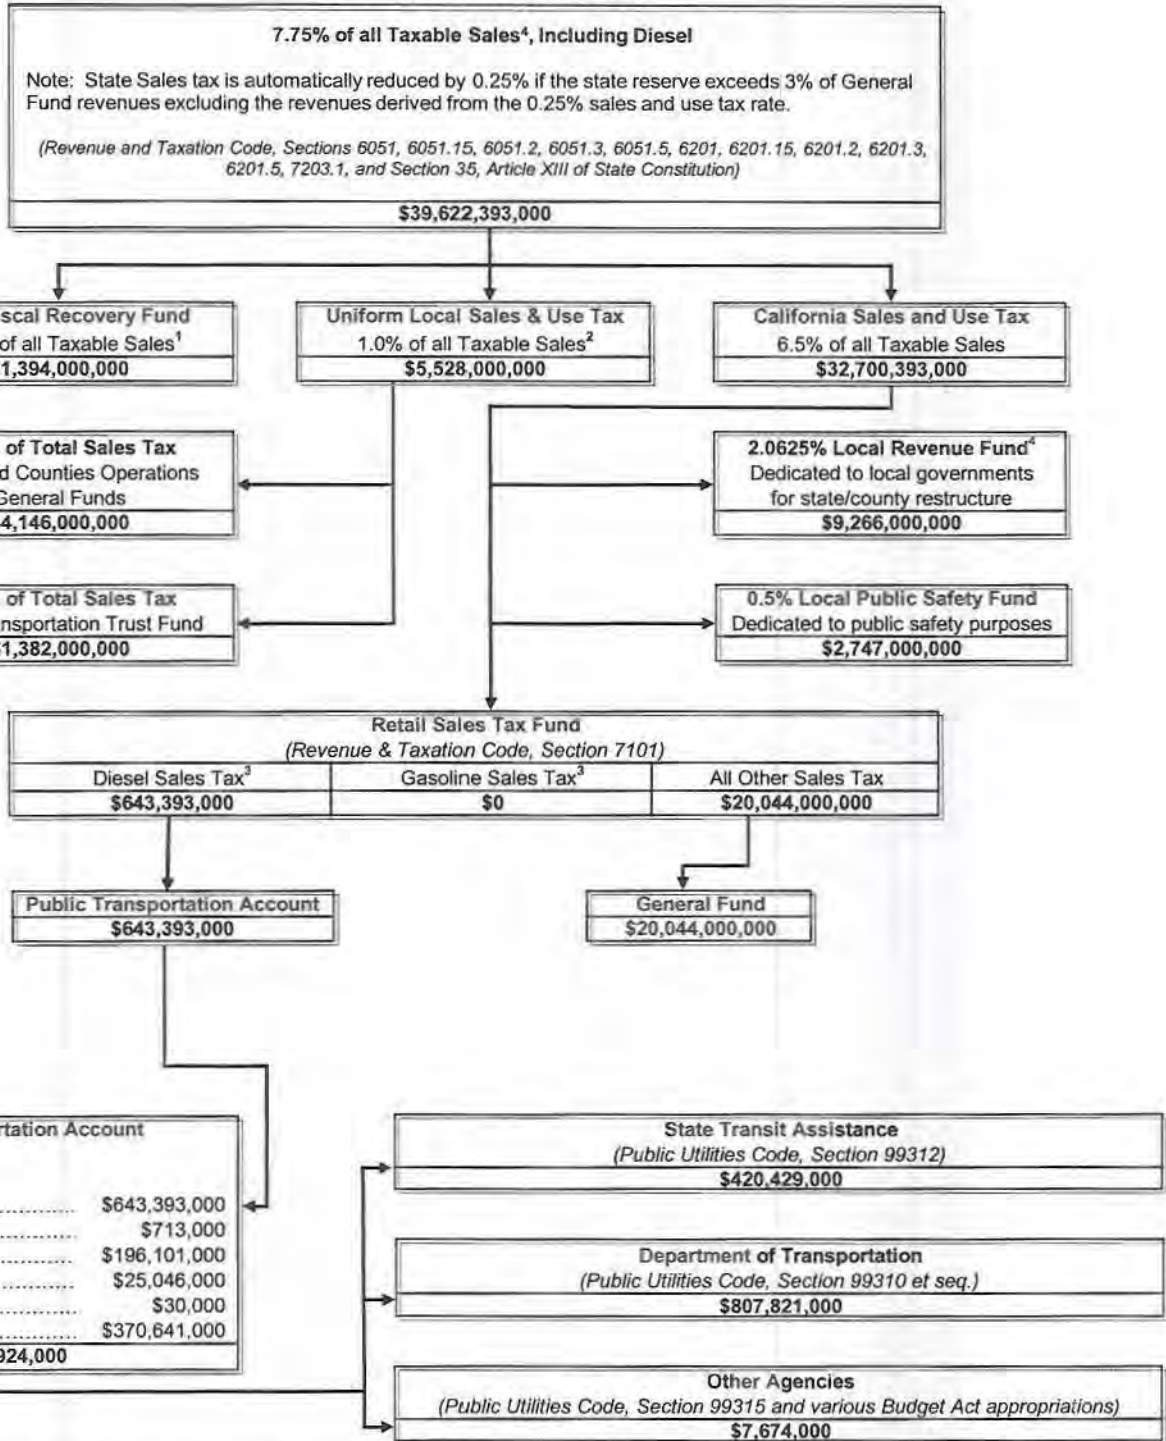 7.75% of all Taxable Sales⁴, Including Diesel
Note: State Sales tax is automatically reduced by 0.25% if the state reserve exceeds 3% of General
Fund revenues excluding the revenues derived from the 0.25% sales and use tax rate.
(Revenue and Taxation Code, Sections 6051, 6051.15, 6051.2, 6051.3, 6051.5, 6201, 6201.15, 6201.2, 6201.3,
6201.5, 7203.1, and Section 35, Article XIII of State Constitution)
$39,622,393,000
scal Recovery Fund
of all Taxable Sales¹
1,394,000,000
Uniform Local Sales & Use Tax
1.0% of all Taxable Sales²
$5,528,000,000
California Sales and Use Tax
6.5% of all Taxable Sales
$32,700,393,000
of Total Sales Tax
d Counties Operations
General Funds
4,146,000,000
2.0625% Local Revenue Fund⁴
Dedicated to local governments
for state/county restructure
$9,266,000,000
of Total Sales Tax
nsportation Trust Fund
1,382,000,000
0.5% Local Public Safety Fund
Dedicated to public safety purposes
$2,747,000,000
Retail Sales Tax Fund
(Revenue & Taxation Code, Section 7101)
Diesel Sales Tax³
$643,393,000
Gasoline Sales Tax³
$0
All Other Sales Tax
$20,044,000,000
Public Transportation Account
$643,393,000
General Fund
$20,044,000,000
rtation Account
............ $643,393,000
............ $713,000
............ $196,101,000
............ $25,046,000
............ $30,000
............ $370,641,000
924,000
State Transit Assistance
(Public Utilities Code, Section 99312)
$420,429,000
Department of Transportation
(Public Utilities Code, Section 99310 et seq.)
$807,821,000
Other Agencies
(Public Utilities Code, Section 99315 and various Budget Act appropriations)
$7,674,000